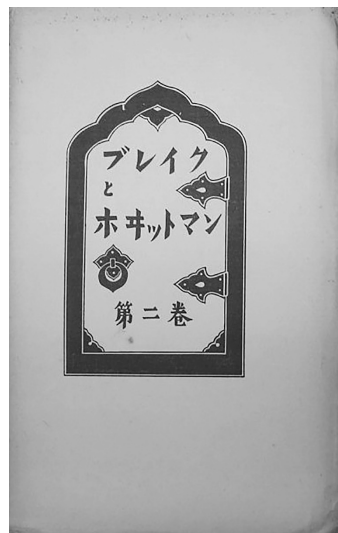 ブレイク
と
ホヰットマン
第二巻